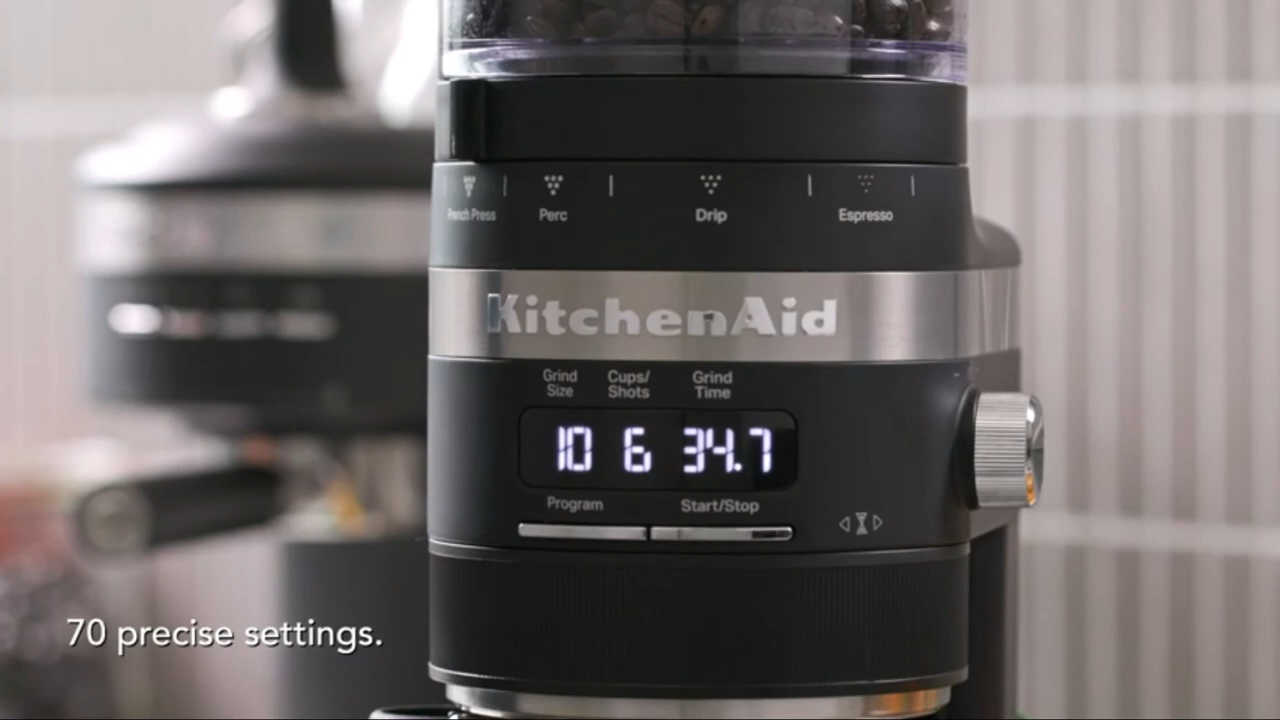 French Press Perc Drip Espresso
KitchenAid
Grind Size Cups/ Shots Grind Time
10 6 34.7
Program Start/Stop
70 precise settings.